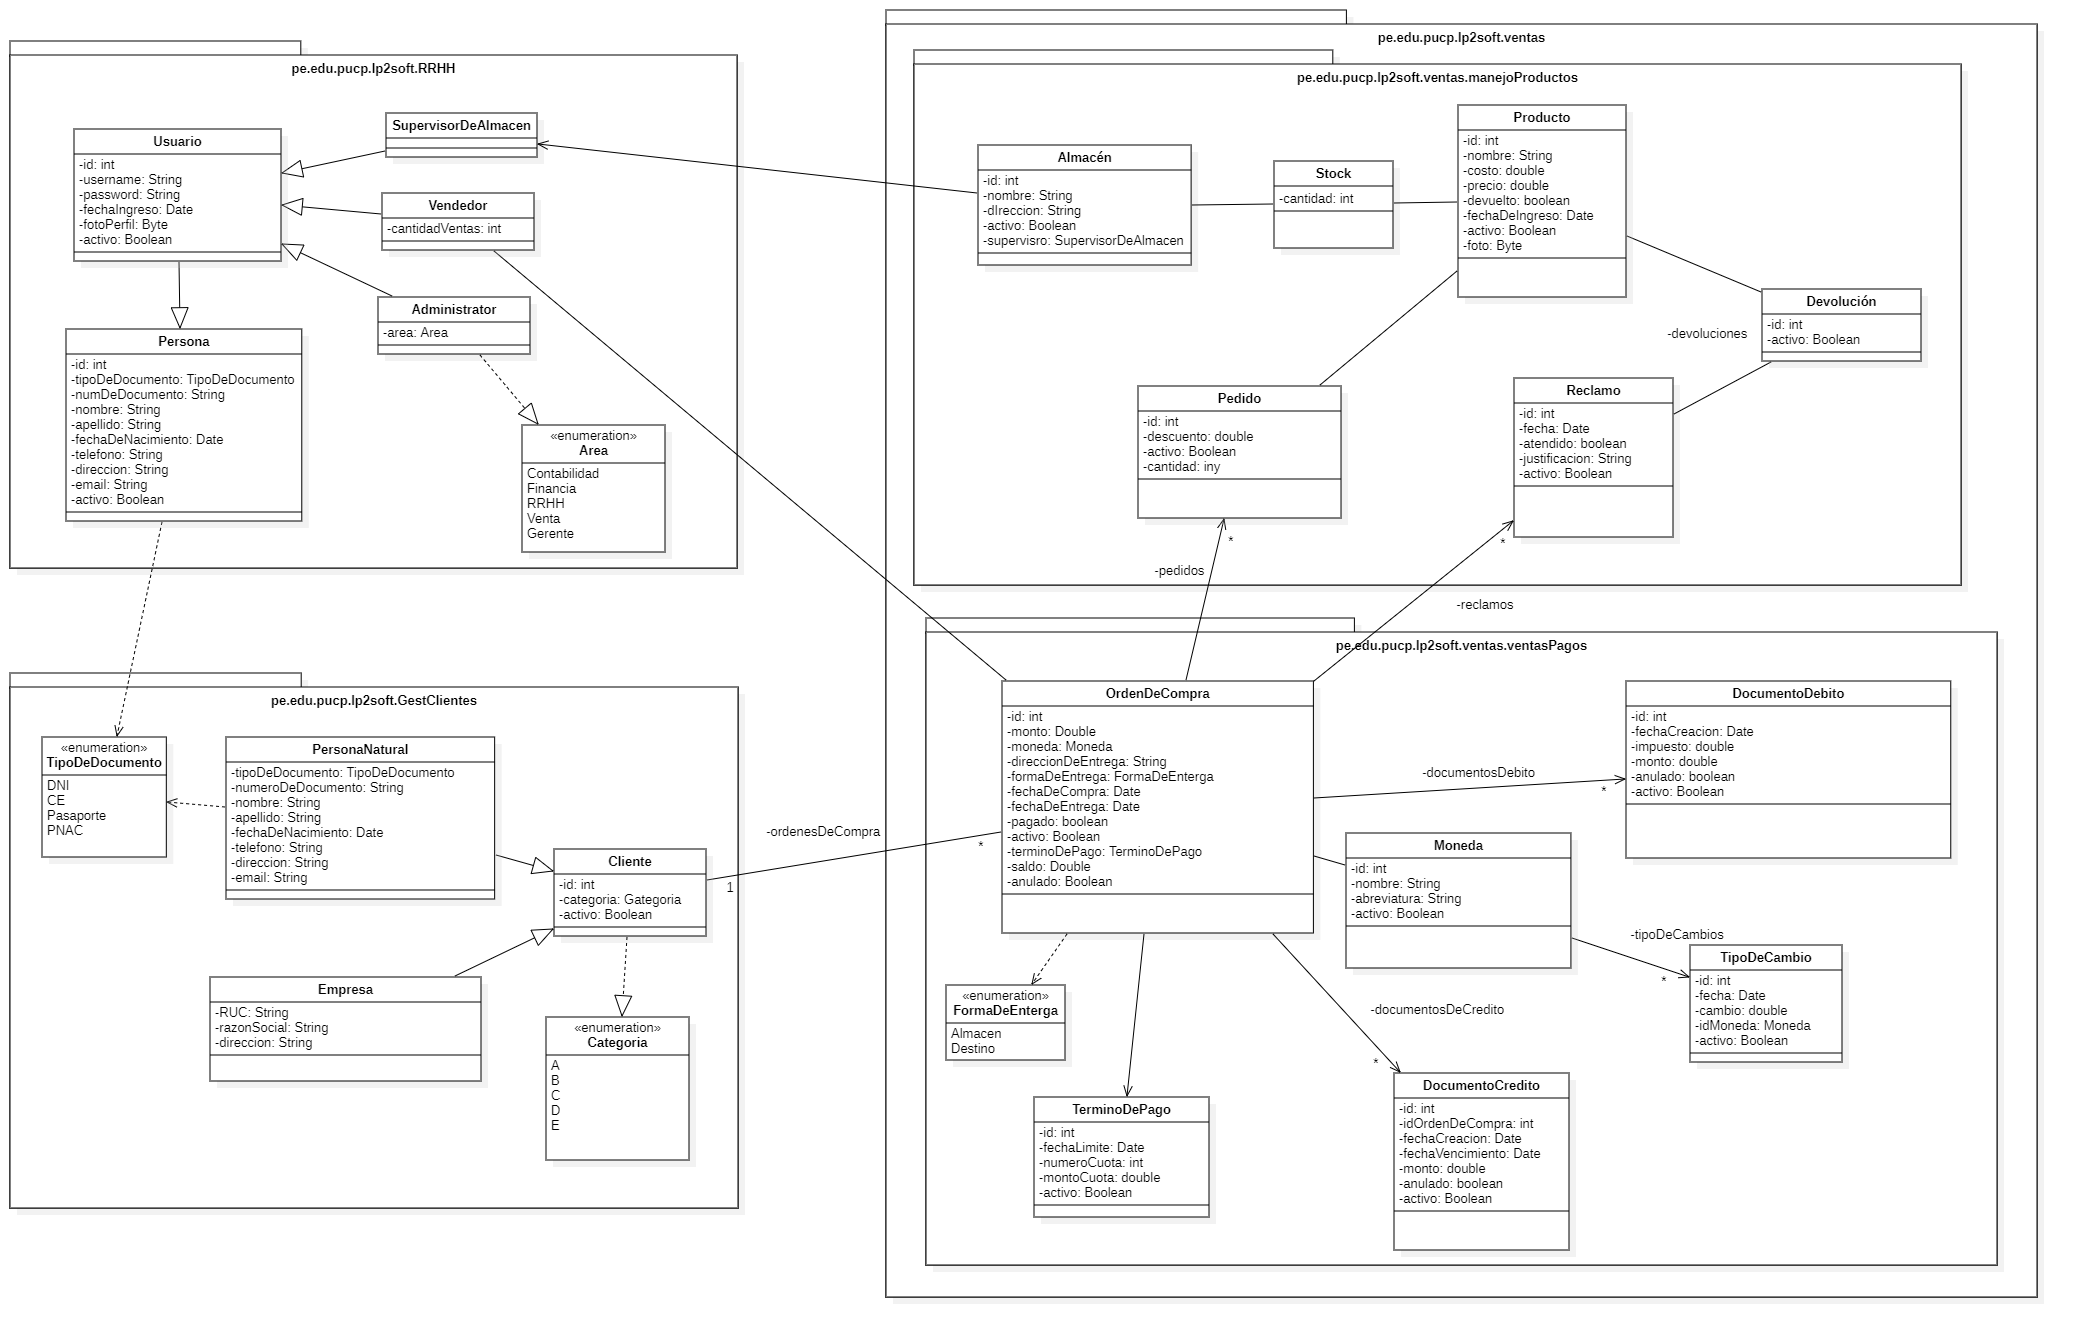 pe.edu.pucp.lp2soft.RRHH
Usuario
-id: int
-username: String
-password: String
-fechaIngreso: Date
-fotoPerfil: Byte
-activo: Boolean
SupervisorDeAlmacen
Vendedor
-cantidadVentas: int
Administrator
-area: Area
Persona
-id: int
-tipoDeDocumento: TipoDeDocumento
-numDeDocumento: String
-nombre: String
-apellido: String
-fechaDeNacimiento: Date
-telefono: String
-direccion: String
-email: String
-activo: Boolean
«enumeration»
Area
Contabilidad
Financia
RRHH
Venta
Gerente
pe.edu.pucp.lp2soft.GestClientes
«enumeration»
TipoDeDocumento
DNI
CE
Pasaporte
PNAC
PersonaNatural
-tipoDeDocumento: TipoDeDocumento
-numeroDeDocumento: String
-nombre: String
-apellido: String
-fechaDeNacimiento: Date
-telefono: String
-direccion: String
-email: String
Cliente
-id: int
-categoria: Gategoria
-activo: Boolean
Empresa
-RUC: String
-razonSocial: String
-direccion: String
«enumeration»
Categoria
A
B
C
D
E
-ordenesDeCompra
*
1
pe.edu.pucp.lp2soft.ventas
pe.edu.pucp.lp2soft.ventas.manejoProductos
Almacén
-id: int
-nombre: String
-dIreccion: String
-activo: Boolean
-supervisro: SupervisorDeAlmacen
Stock
-cantidad: int
Producto
-id: int
-nombre: String
-costo: double
-precio: double
-devuelto: boolean
-fechaDeIngreso: Date
-activo: Boolean
-foto: Byte
Devolución
-id: int
-activo: Boolean
-devoluciones
Pedido
-id: int
-descuento: double
-activo: Boolean
-cantidad: iny
Reclamo
-id: int
-fecha: Date
-atendido: boolean
-justificacion: String
-activo: Boolean
*
-pedidos
*
-reclamos
pe.edu.pucp.lp2soft.ventas.ventasPagos
OrdenDeCompra
-id: int
-monto: Double
-moneda: Moneda
-direccionDeEntrega: String
-formaDeEntrega: FormaDeEnterga
-fechaDeCompra: Date
-fechaDeEntrega: Date
-pagado: boolean
-activo: Boolean
-terminoDePago: TerminoDePago
-saldo: Double
-anulado: Boolean
-documentosDebito
*
DocumentoDebito
-id: int
-fechaCreacion: Date
-impuesto: double
-monto: double
-anulado: boolean
-activo: Boolean
Moneda
-id: int
-nombre: String
-abreviatura: String
-activo: Boolean
-tipoDeCambios
*
TipoDeCambio
-id: int
-fecha: Date
-cambio: double
-idMoneda: Moneda
-activo: Boolean
«enumeration»
FormaDeEnterga
Almacen
Destino
-documentosDeCredito
*
TerminoDePago
-id: int
-fechaLimite: Date
-numeroCuota: int
-montoCuota: double
-activo: Boolean
DocumentoCredito
-id: int
-idOrdenDeCompra: int
-fechaCreacion: Date
-fechaVencimiento: Date
-monto: double
-anulado: boolean
-activo: Boolean